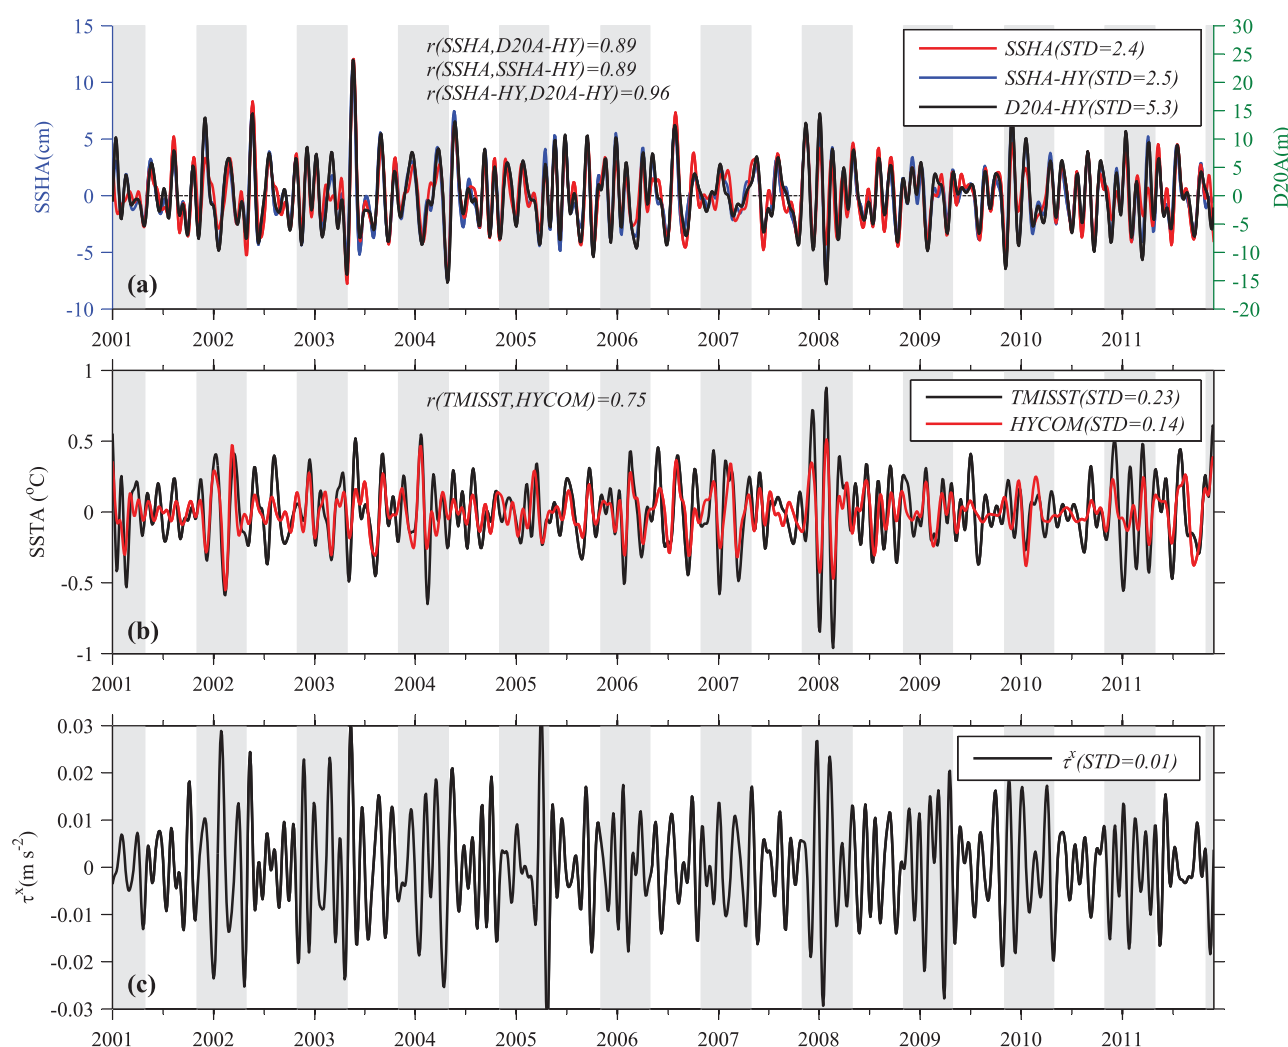 15
10
5
0
-5
-10
SSHA(cm)
r(SSHA,D20A-HY)=0.89
r(SSHA,SSHA-HY)=0.89
r(SSHA-HY,D20A-HY)=0.96
SSHA(STD=2.4)
SSHA-HY(STD=2.5)
D20A-HY(STD=5.3)
30
25
20
15
10
5
0
-5
-10
-15
-20
D20A(m)
(a)
2001 2002 2003 2004 2005 2006 2007 2008 2009 2010 2011
1
0.5
0
-0.5
-1
SSTA (°C)
r(TMISST,HYCOM)=0.75
TMISST(STD=0.23)
HYCOM(STD=0.14)
(b)
2001 2002 2003 2004 2005 2006 2007 2008 2009 2010 2011
0.03
0.02
0.01
0
-0.01
-0.02
-0.03
τˣ(m s⁻²)
τˣ(STD=0.01)
(c)
2001 2002 2003 2004 2005 2006 2007 2008 2009 2010 2011